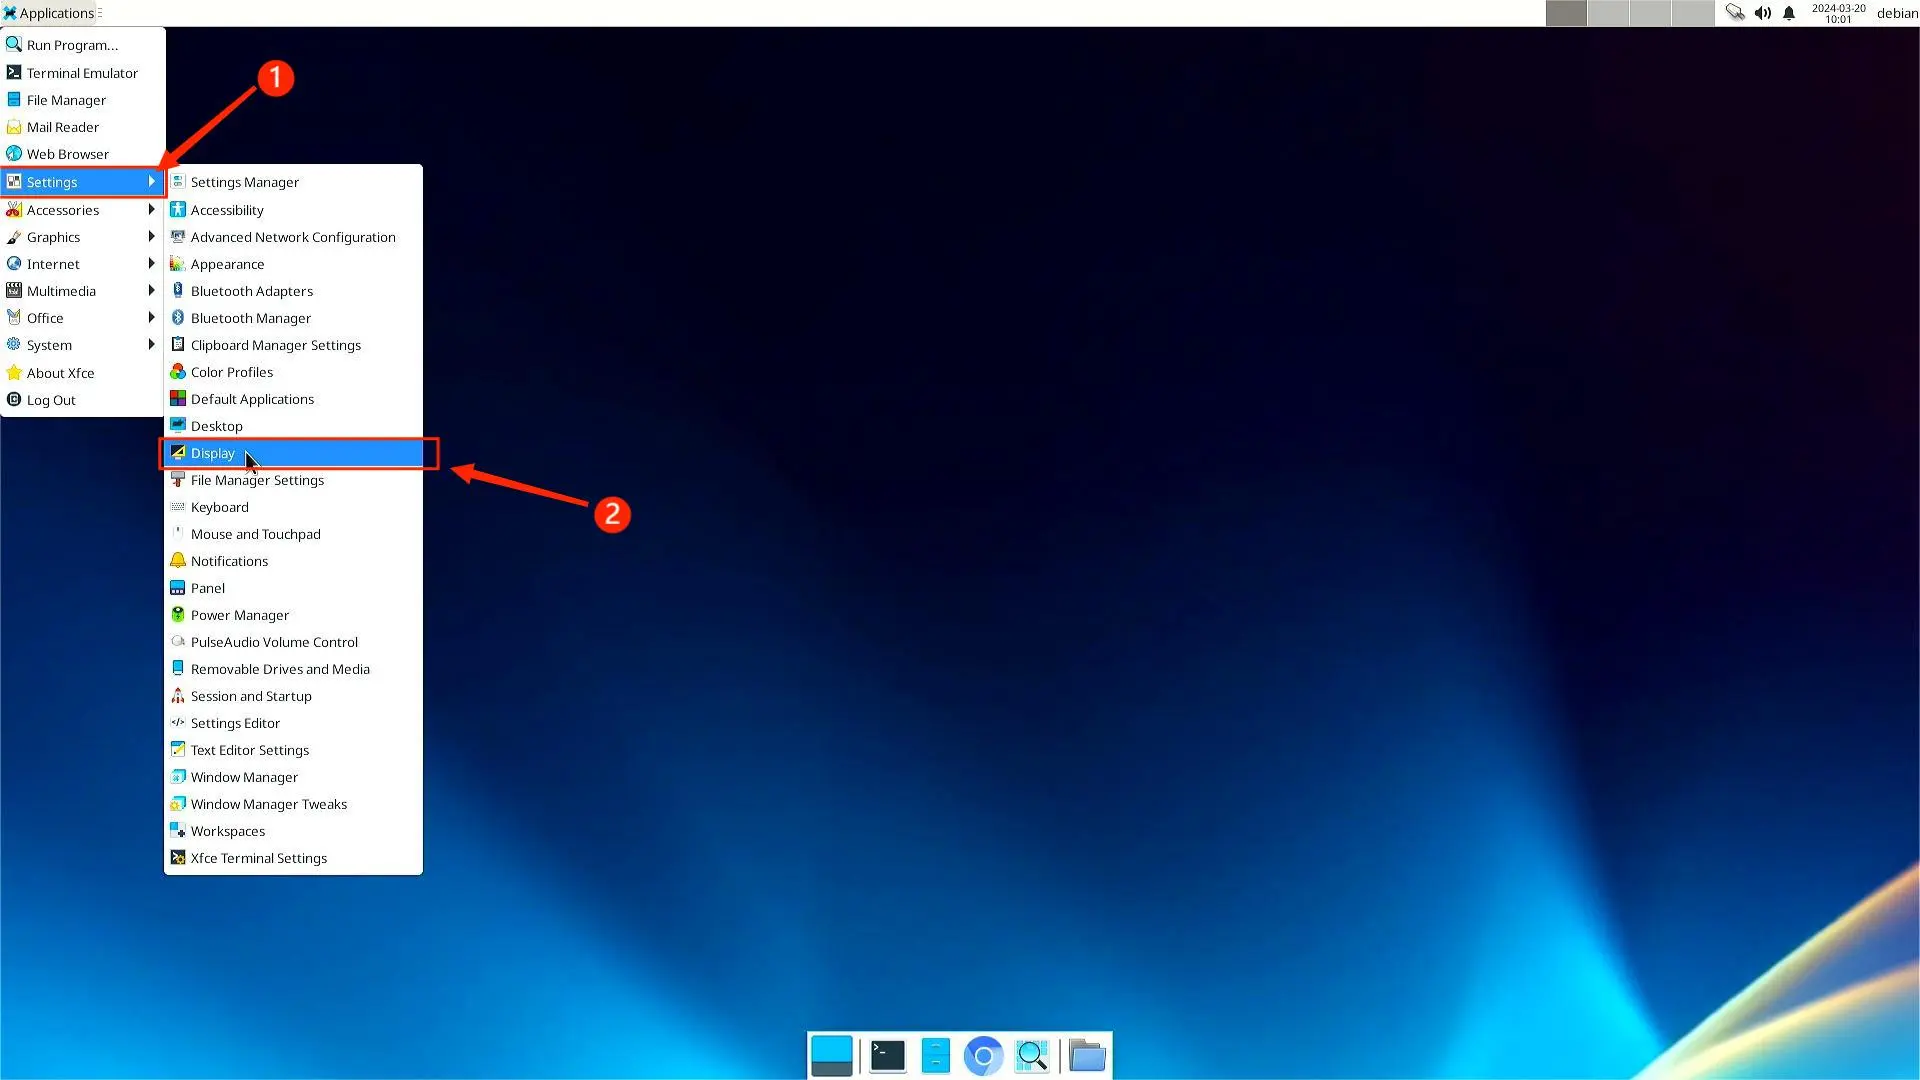 Applications
2024-03-20
10:01
debian
Run Program...
Terminal Emulator
File Manager
Mail Reader
Web Browser
Settings
Accessories
Graphics
Internet
Multimedia
Office
System
About Xfce
Log Out
1
Settings Manager
Accessibility
Advanced Network Configuration
Appearance
Bluetooth Adapters
Bluetooth Manager
Clipboard Manager Settings
Color Profiles
Default Applications
Desktop
Display
File Manager Settings
Keyboard
Mouse and Touchpad
Notifications
Panel
Power Manager
PulseAudio Volume Control
Removable Drives and Media
Session and Startup
Settings Editor
Text Editor Settings
Window Manager
Window Manager Tweaks
Workspaces
Xfce Terminal Settings
2